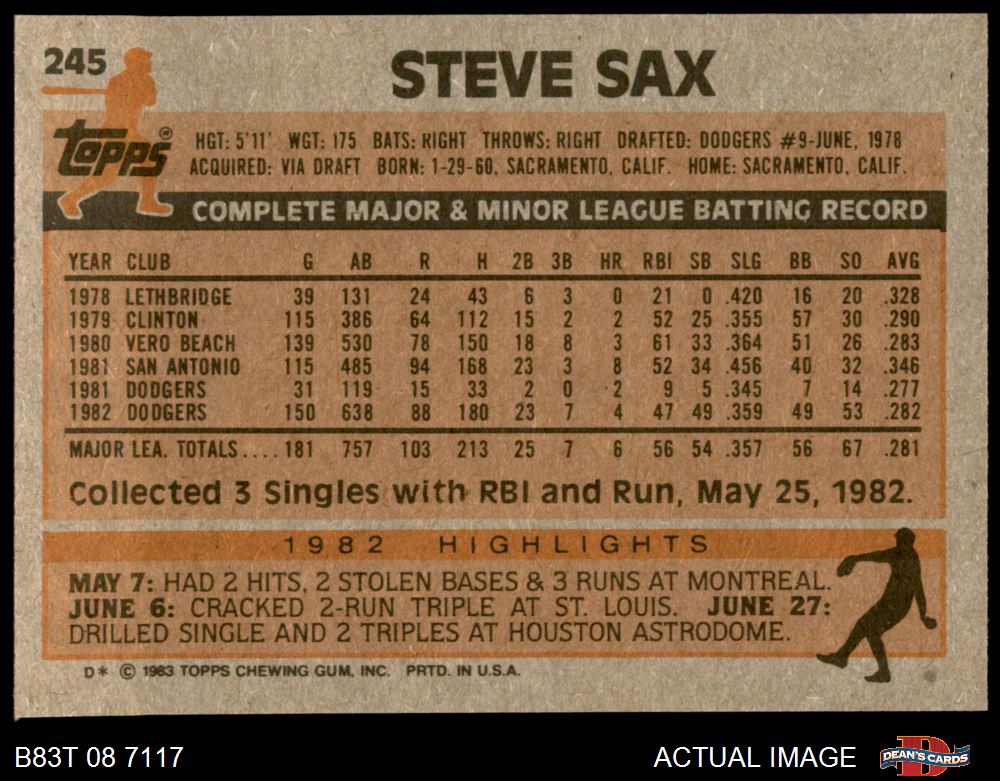 245
STEVE SAX
topps®
HGT: 5'11' WGT: 175 BATS: RIGHT THROWS: RIGHT DRAFTED: DODGERS #9-JUNE, 1978
ACQUIRED: VIA DRAFT BORN: 1-29-60, SACRAMENTO, CALIF. HOME: SACRAMENTO, CALIF.
COMPLETE MAJOR & MINOR LEAGUE BATTING RECORD
YEAR CLUB G AB R H 2B 3B HR RBI SB SLG BB SO AVG
1978 LETHBRIDGE 39 131 24 43 6 3 0 21 0 .420 16 20 .328
1979 CLINTON 115 386 64 112 15 2 2 52 25 .355 57 30 .290
1980 VERO BEACH 139 530 78 150 18 8 3 61 33 .364 51 26 .283
1981 SAN ANTONIO 115 485 94 168 23 3 8 52 34 .456 40 32 .346
1981 DODGERS 31 119 15 33 2 0 2 9 5 .345 7 14 .277
1982 DODGERS 150 638 88 180 23 7 4 47 49 .359 49 53 .282
MAJOR LEA. TOTALS.... 181 757 103 213 25 7 6 56 54 .357 56 67 .281
Collected 3 Singles with RBI and Run, May 25, 1982.
1982 HIGHLIGHTS
MAY 7: HAD 2 HITS, 2 STOLEN BASES & 3 RUNS AT MONTREAL.
JUNE 6: CRACKED 2-RUN TRIPLE AT ST. LOUIS. JUNE 27:
DRILLED SINGLE AND 2 TRIPLES AT HOUSTON ASTRODOME.
D* © 1983 TOPPS CHEWING GUM, INC. PRTD. IN U.S.A.
B83T 08 7117
ACTUAL IMAGE
DEAN'S CARDS